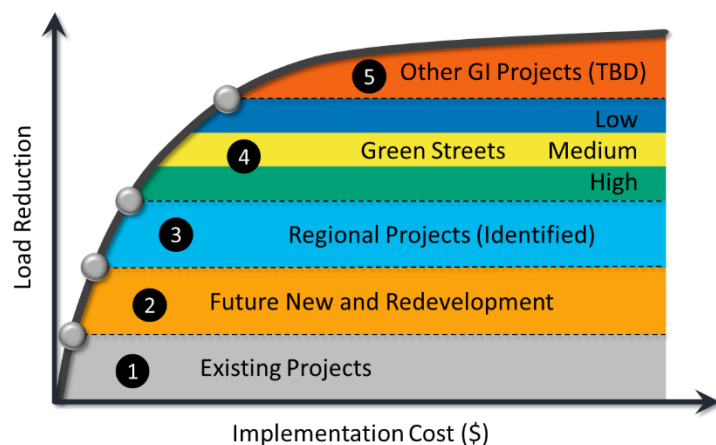 Load Reduction
5 Other GI Projects (TBD)
Low
4 Green Streets Medium
High
3 Regional Projects (Identified)
2 Future New and Redevelopment
1 Existing Projects
Implementation Cost ($)